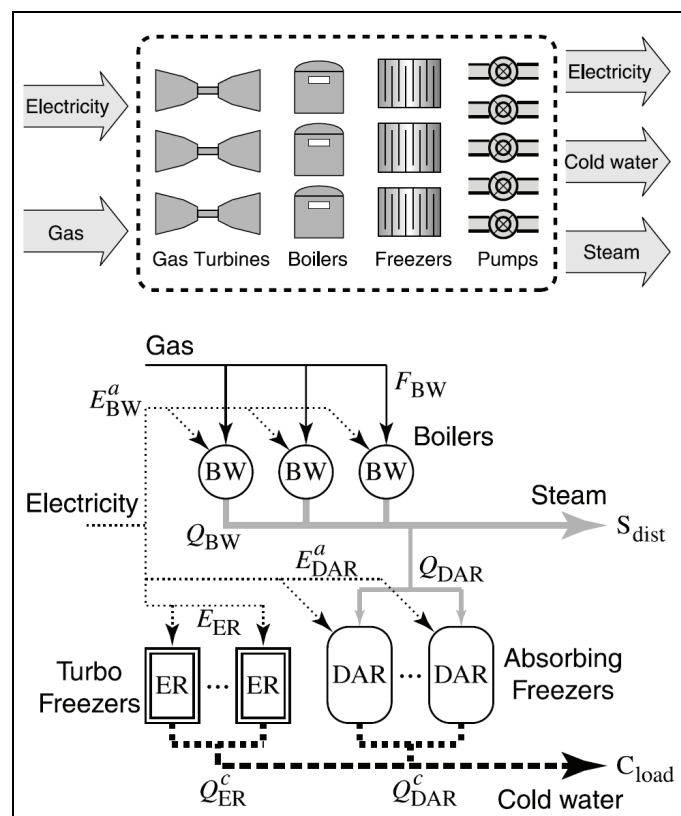 Electricity
Gas
Gas Turbines
Boilers
Freezers
Pumps
Electricity
Cold water
Steam
Gas
E^a_BW
F_BW
Boilers
BW
BW
BW
Electricity
Steam
Q_BW
S_dist
E^a_DAR
Q_DAR
E_ER
Turbo
Freezers
ER
...
ER
DAR
...
DAR
Absorbing
Freezers
Q^c_ER
Q^c_DAR
C_load
Cold water